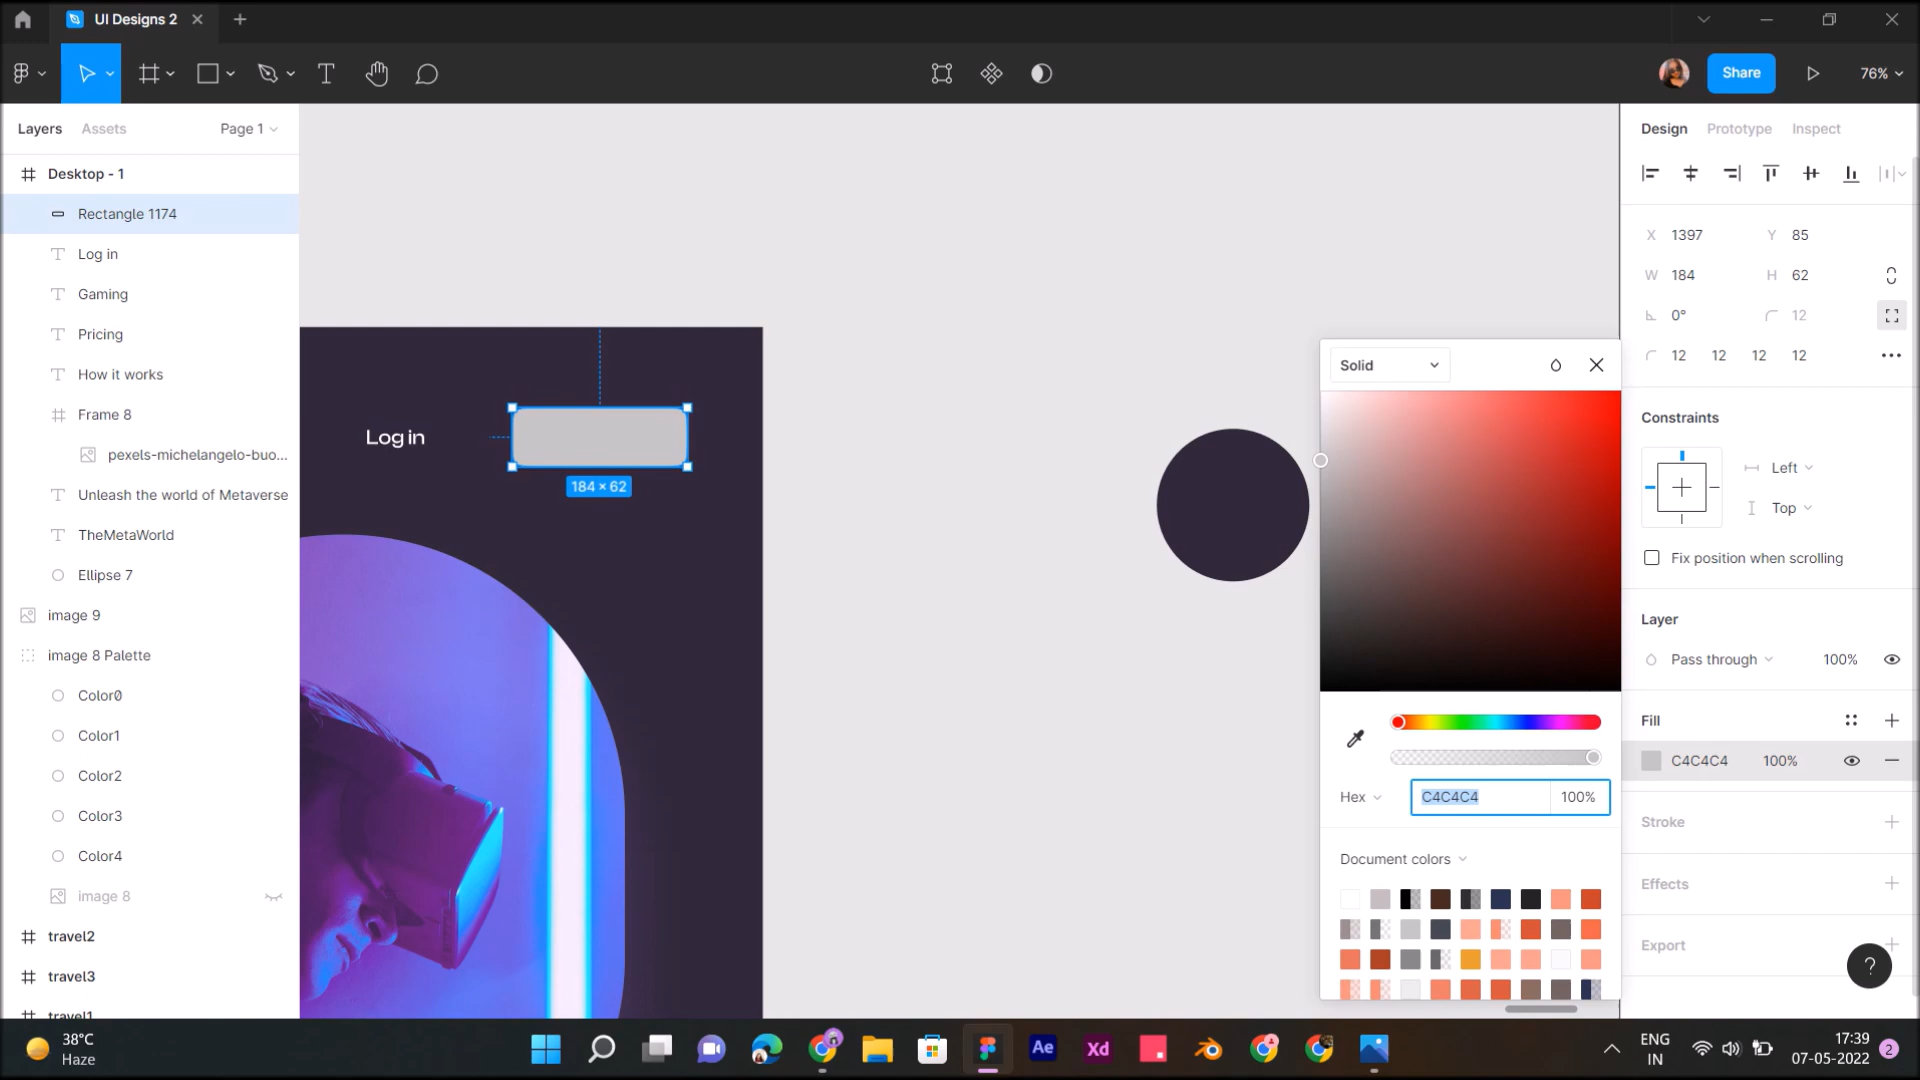 UI Designs 2
Share
76%
Layers
Assets
Page 1
Design
Prototype
Inspect
Desktop - 1
Rectangle 1174
Log in
Gaming
Pricing
How it works
Frame 8
pexels-michelangelo-buo...
Unleash the world of Metaverse
TheMetaWorld
Ellipse 7
image 9
image 8 Palette
Color0
Color1
Color2
Color3
Color4
image 8
travel2
travel3
travel1
Log in
184 × 62
Solid
Hex
C4C4C4
100%
Document colors
X 1397
Y 85
W 184
H 62
0°
12
12 12 12 12
Constraints
Left
Top
Fix position when scrolling
Layer
Pass through
100%
Fill
C4C4C4
100%
Stroke
Effects
Export
?
38°C
Haze
Ae
Xd
ENG
IN
17:39
07-05-2022
2